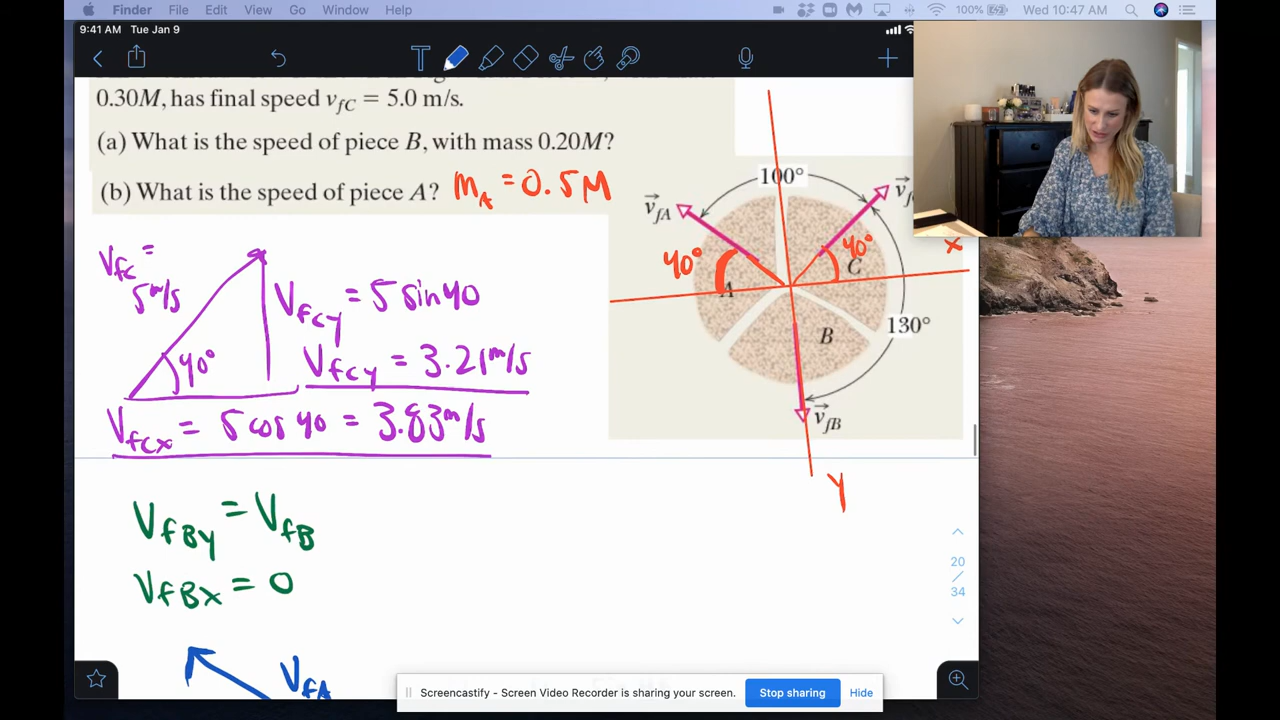 Finder File Edit View Go Window Help
100% Wed 10:47 AM
9:41 AM Tue Jan 9
T
0.30M, has final speed v_fC = 5.0 m/s.
(a) What is the speed of piece B, with mass 0.20M?
(b) What is the speed of piece A? m_A = 0.5M
100°
v_fA
v_f
40°
40°
x
A
C
B
130°
v_fB
y
V_fC =
5 m/s
40°
V_fCy = 5 sin 40
V_fCy = 3.21 m/s
V_fCx = 5 cos 40 = 3.83 m/s
V_fBy = V_fB
V_fBx = 0
V_fA
20
/
34
Screencastify - Screen Video Recorder is sharing your screen.
Stop sharing
Hide